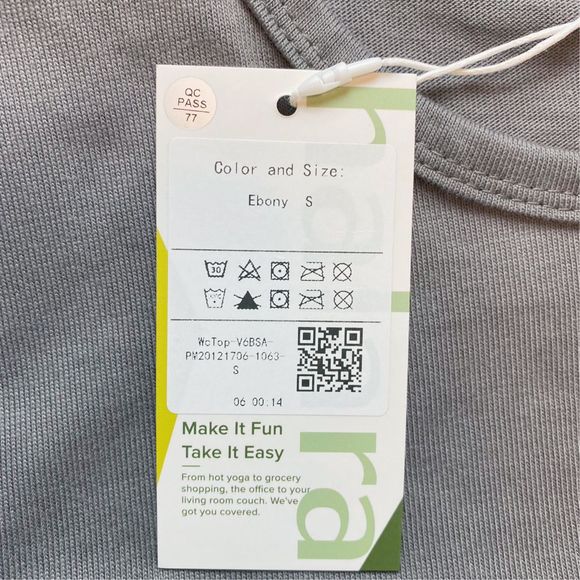 QC
PASS
77
Color and Size:
Ebony S
30
WcTop-V6BSA-
PM20121706-1063-
S
06 00:14
Make It Fun
Take It Easy
From hot yoga to grocery
shopping, the office to your
living room couch. We've
got you covered.
ra